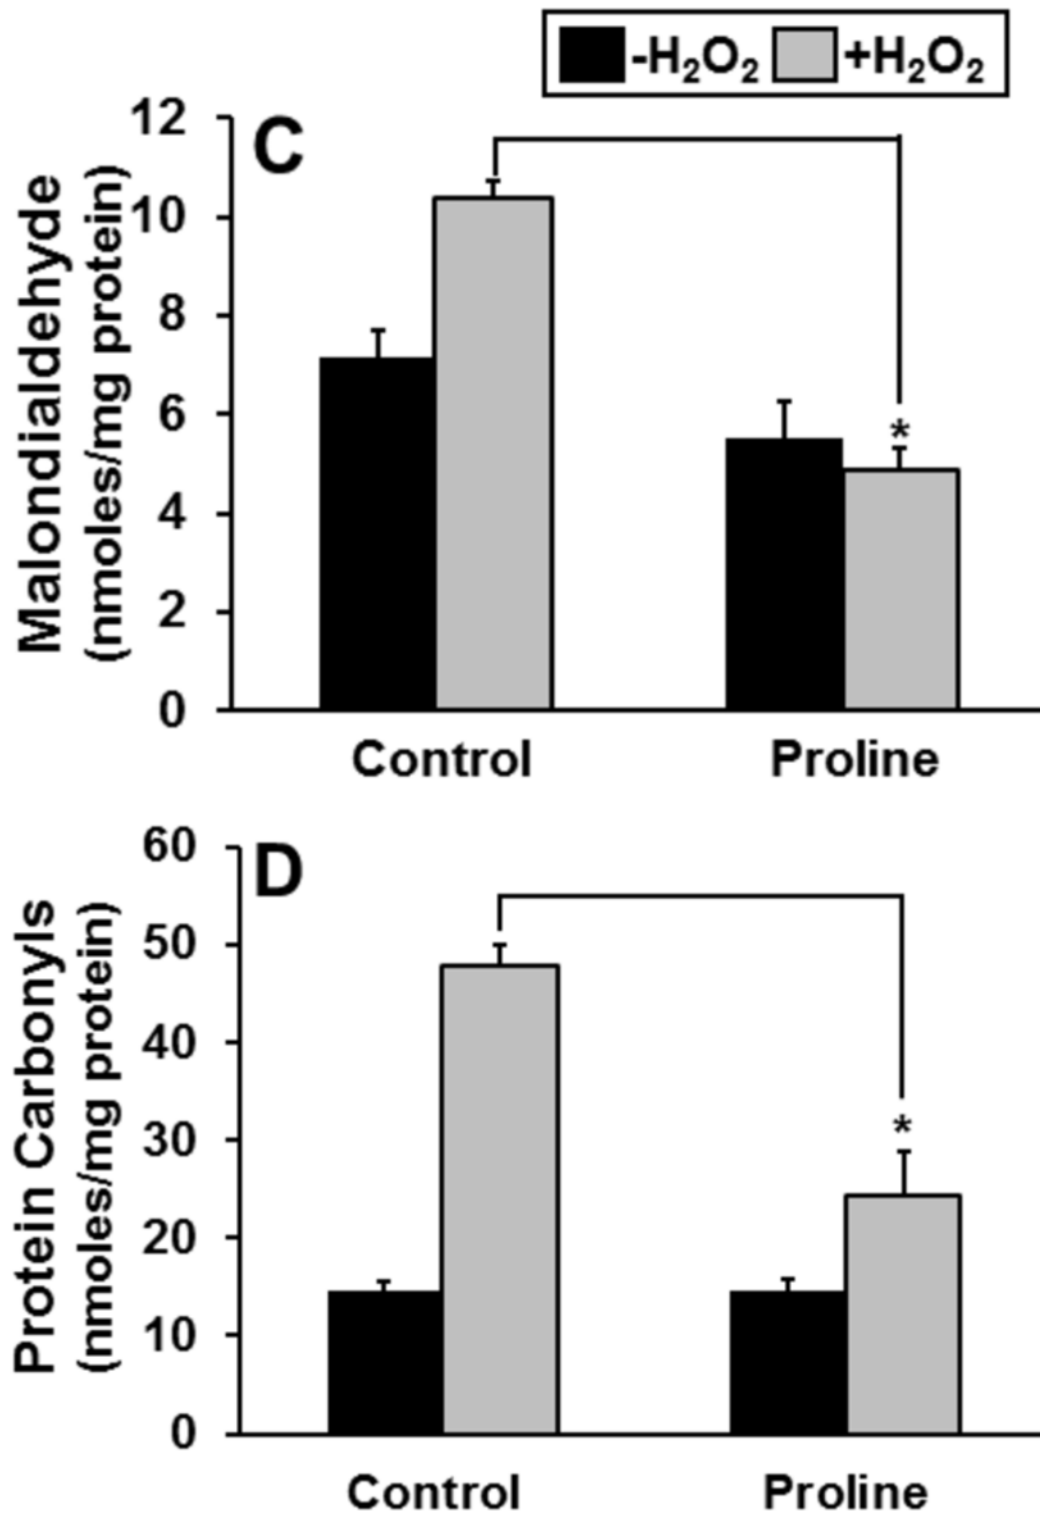 -H₂O₂ +H₂O₂
C
Malondialdehyde
(nmoles/mg protein)
12
10
8
6
4
2
0
*
Control Proline
D
Protein Carbonyls
(nmoles/mg protein)
60
50
40
30
20
10
0
*
Control Proline